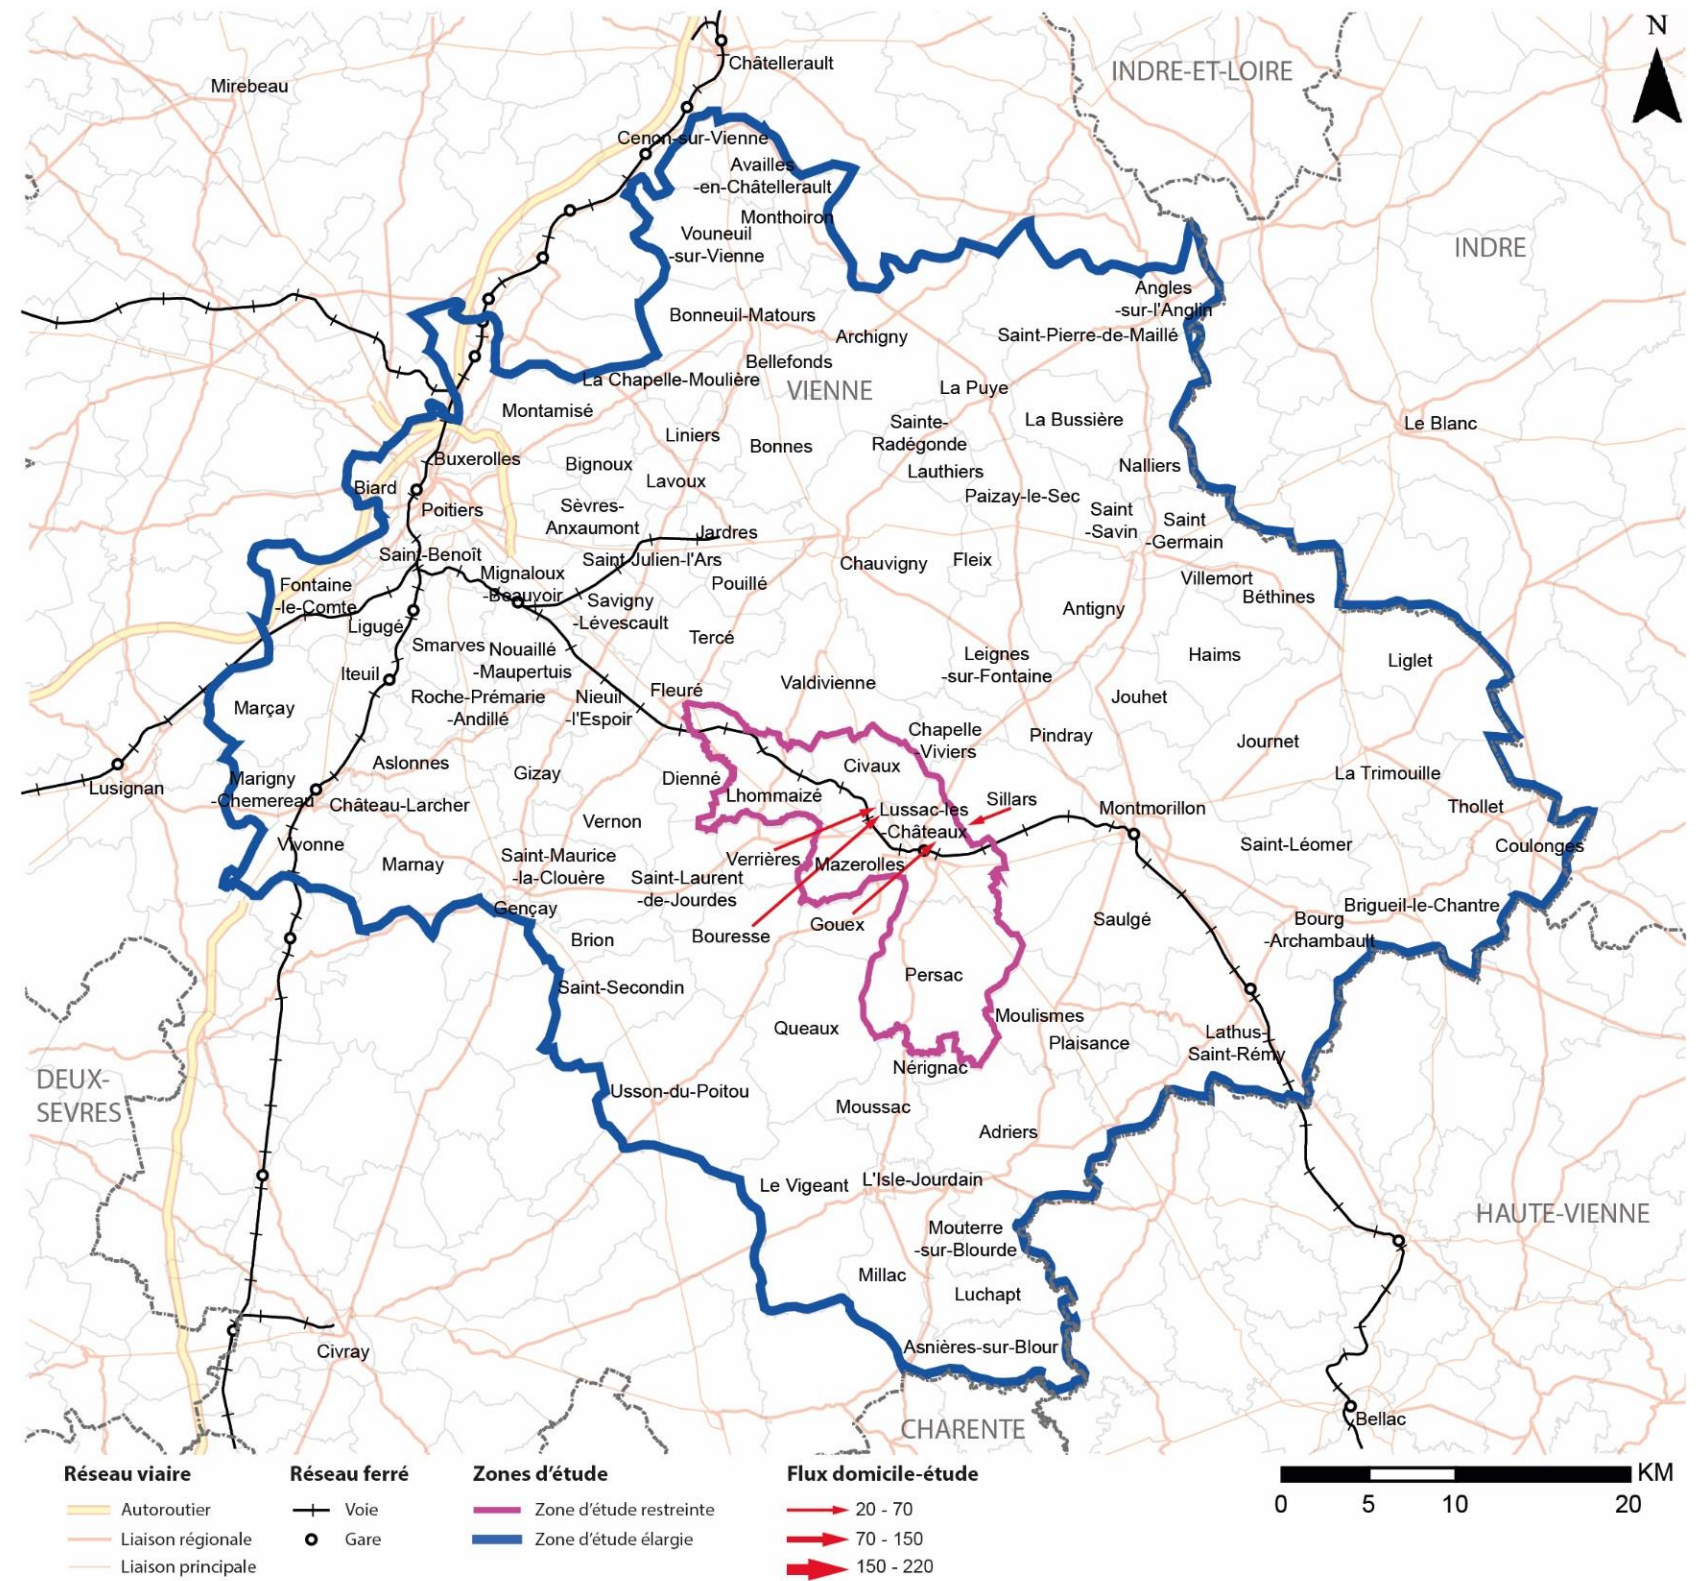 N
Châtellerault
INDRE-ET-LOIRE
Mirebeau
Cenon-sur-Vienne
Availles
-en-Châtellerault
Monthoiron
Vouneuil
-sur-Vienne
INDRE
Angles
-sur-l'Anglin
Bonneuil-Matours
Archigny
Saint-Pierre-de-Maillé
Bellefonds
La Chapelle-Moulière
VIENNE
La Puye
Montamisé
Sainte-
Radégonde
La Bussière
Le Blanc
Liniers
Bonnes
Buxerolles
Bignoux
Lauthiers
Nalliers
Lavoux
Biard
Paizay-le-Sec
Poitiers
Sèvres-
Anxaumont
Saint
-Savin
Saint
-Germain
Jardres
Saint-Benoît
Saint-Julien-l'Ars
Chauvigny
Fleix
Mignaloux
-Beauvoir
Pouillé
Villemort
Fontaine
-le-Comte
Béthines
Savigny
-Lévescault
Antigny
Ligugé
Tercé
Smarves
Nouaillé
-Maupertuis
Leignes
-sur-Fontaine
Haims
Liglet
Iteuil
Valdivienne
Fleuré
Roche-Prémarie
-Andillé
Nieuil
-l'Espoir
Jouhet
Marçay
Chapelle
-Viviers
Pindray
Journet
Aslonnes
Civaux
Gizay
Dienné
La Trimouille
Marigny
-Chemereau
Lusignan
Lhommaizé
Château-Larcher
Sillars
Montmorillon
Thollet
Lussac-les
-Châteaux
Vernon
Vivonne
Saint-Léomer
Coulonges
Marnay
Saint-Maurice
-la-Clouère
Verrières
Mazerolles
Saint-Laurent
-de-Jourdes
Gençay
Brigueil-le-Chantre
Saulgé
Bourg
-Archambault
Gouex
Bouresse
Brion
Persac
Saint-Secondin
Moulismes
Queaux
Lathus-
Saint-Rémy
Plaisance
Nérignac
DEUX-
SEVRES
Usson-du-Poitou
Moussac
Adriers
Le Vigeant
L'Isle-Jourdain
HAUTE-VIENNE
Mouterre
-sur-Blourde
Millac
Luchapt
Civray
Asnières-sur-Blour
CHARENTE
Bellac
Réseau viaire
Autoroutier
Liaison régionale
Liaison principale
Réseau ferré
Voie
Gare
Zones d'étude
Zone d'étude restreinte
Zone d'étude élargie
Flux domicile-étude
20 - 70
70 - 150
150 - 220
KM
0 5 10 20